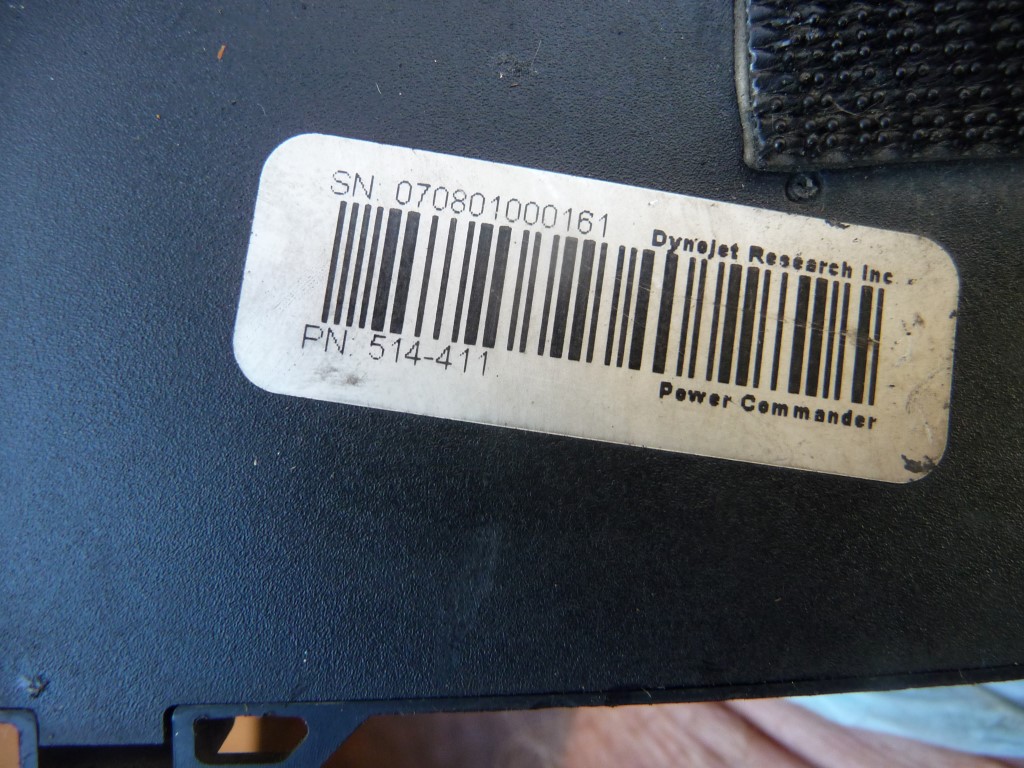 SN: 070801000161
Dynojet Research Inc
PN: 514-411
Power Commander